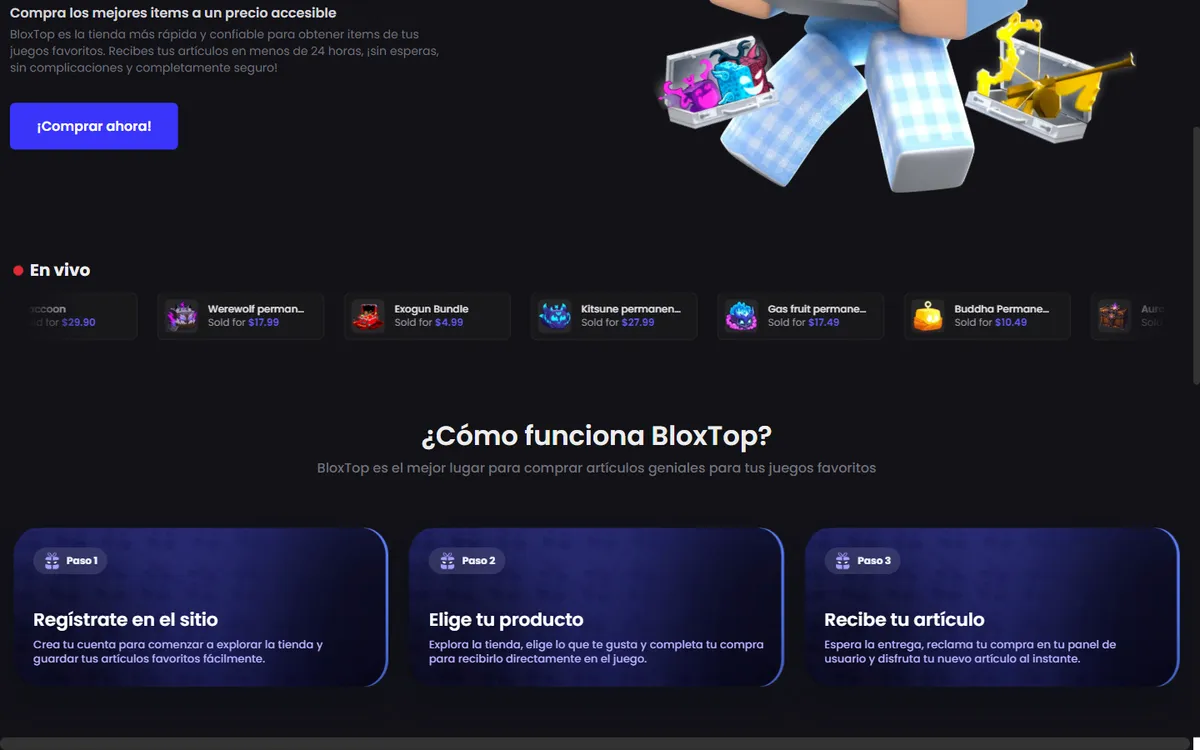 Compra los mejores items a un precio accesible
BloxTop es la tienda más rápida y confiable para obtener items de tus
juegos favoritos. Recibes tus artículos en menos de 24 horas, ¡sin esperas,
sin complicaciones y completamente seguro!
¡Comprar ahora!
En vivo
for $29.90
Werewolf perman...
Sold for $17.99
Exogun Bundle
Sold for $4.99
Kitsune permanen...
Sold for $27.99
Gas fruit permane...
Sold for $17.49
Buddha Permane...
Sold for $10.49
¿Cómo funciona BloxTop?
BloxTop es el mejor lugar para comprar artículos geniales para tus juegos favoritos
Paso 1
Regístrate en el sitio
Crea tu cuenta para comenzar a explorar la tienda y
guardar tus artículos favoritos fácilmente.
Paso 2
Elige tu producto
Explora la tienda, elige lo que te gusta y completa tu compra
para recibirlo directamente en el juego.
Paso 3
Recibe tu artículo
Espera la entrega, reclama tu compra en tu panel de
usuario y disfruta tu nuevo artículo al instante.